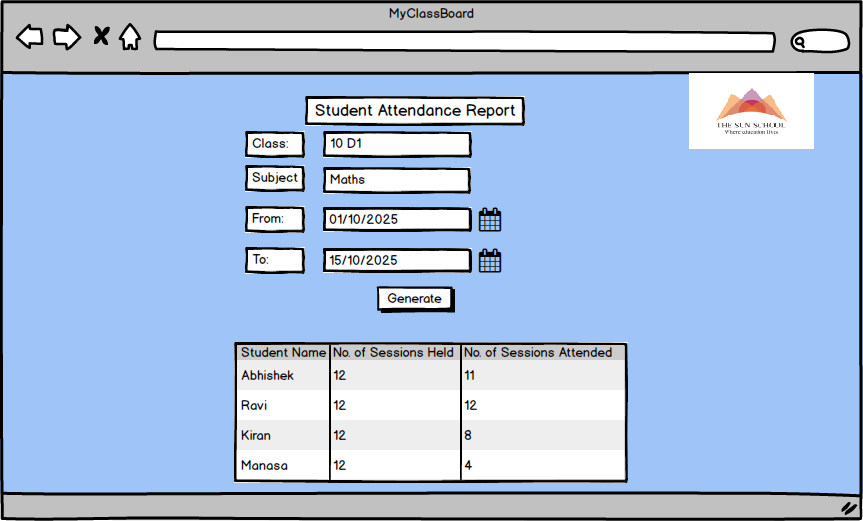 MyClassBoard
THE SUN SCHOOL
Where education lives
Student Attendance Report
Class: 10 D1
Subject Maths
From: 01/10/2025
To: 15/10/2025
Generate
Student Name No. of Sessions Held No. of Sessions Attended
Abhishek 12 11
Ravi 12 12
Kiran 12 8
Manasa 12 4